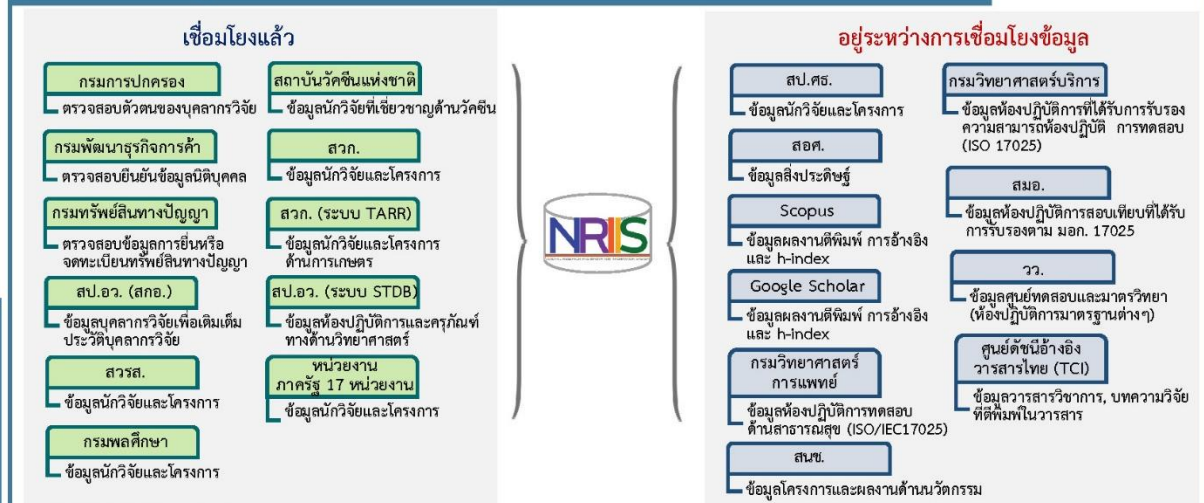 เชื่อมโยงแล้ว
กรมการปกครอง
ตรวจสอบตัวตนของบุคลากรวิจัย
กรมพัฒนาธุรกิจการค้า
ตรวจสอบยืนยันข้อมูลนิติบุคคล
กรมทรัพย์สินทางปัญญา
ตรวจสอบข้อมูลการยื่นหรือ
จดทะเบียนทรัพย์สินทางปัญญา
สป.อว. (สกอ.)
ข้อมูลบุคลากรวิจัยเพื่อเติมเต็ม
ประวัติบุคลากรวิจัย
สวรส.
ข้อมูลนักวิจัยและโครงการ
กรมพลศึกษา
ข้อมูลนักวิจัยและโครงการ
สถาบันวัคซีนแห่งชาติ
ข้อมูลนักวิจัยที่เชี่ยวชาญด้านวัคซีน
สวก.
ข้อมูลนักวิจัยและโครงการ
สวก. (ระบบ TARR)
ข้อมูลนักวิจัยและโครงการ
ด้านการเกษตร
สป.อว. (ระบบ STDB)
ข้อมูลห้องปฏิบัติการและครุภัณฑ์
ทางด้านวิทยาศาสตร์
หน่วยงาน
ภาครัฐ 17 หน่วยงาน
ข้อมูลนักวิจัยและโครงการ
NRIIS
อยู่ระหว่างการเชื่อมโยงข้อมูล
สป.ศธ.
ข้อมูลนักวิจัยและโครงการ
สอศ.
ข้อมูลสิ่งประดิษฐ์
Scopus
ข้อมูลผลงานตีพิมพ์ การอ้างอิง
และ h-index
Google Scholar
ข้อมูลผลงานตีพิมพ์ การอ้างอิง
และ h-index
กรมวิทยาศาสตร์
การแพทย์
ข้อมูลห้องปฏิบัติการทดสอบ
ด้านสาธารณสุข (ISO/IEC17025)
สนช.
ข้อมูลโครงการและผลงานด้านนวัตกรรม
กรมวิทยาศาสตร์บริการ
ข้อมูลห้องปฏิบัติการที่ได้รับการรับรอง
ความสามารถห้องปฏิบัติ การทดสอบ
(ISO 17025)
สมอ.
ข้อมูลห้องปฏิบัติการสอบเทียบที่ได้รับ
การรับรองตาม มอก. 17025
วว.
ข้อมูลศูนย์ทดสอบและมาตรวิทยา
(ห้องปฏิบัติการมาตรฐานต่างๆ)
ศูนย์ดัชนีอ้างอิง
วารสารไทย (TCI)
ข้อมูลวารสารวิชาการ, บทความวิจัย
ที่ตีพิมพ์ในวารสาร